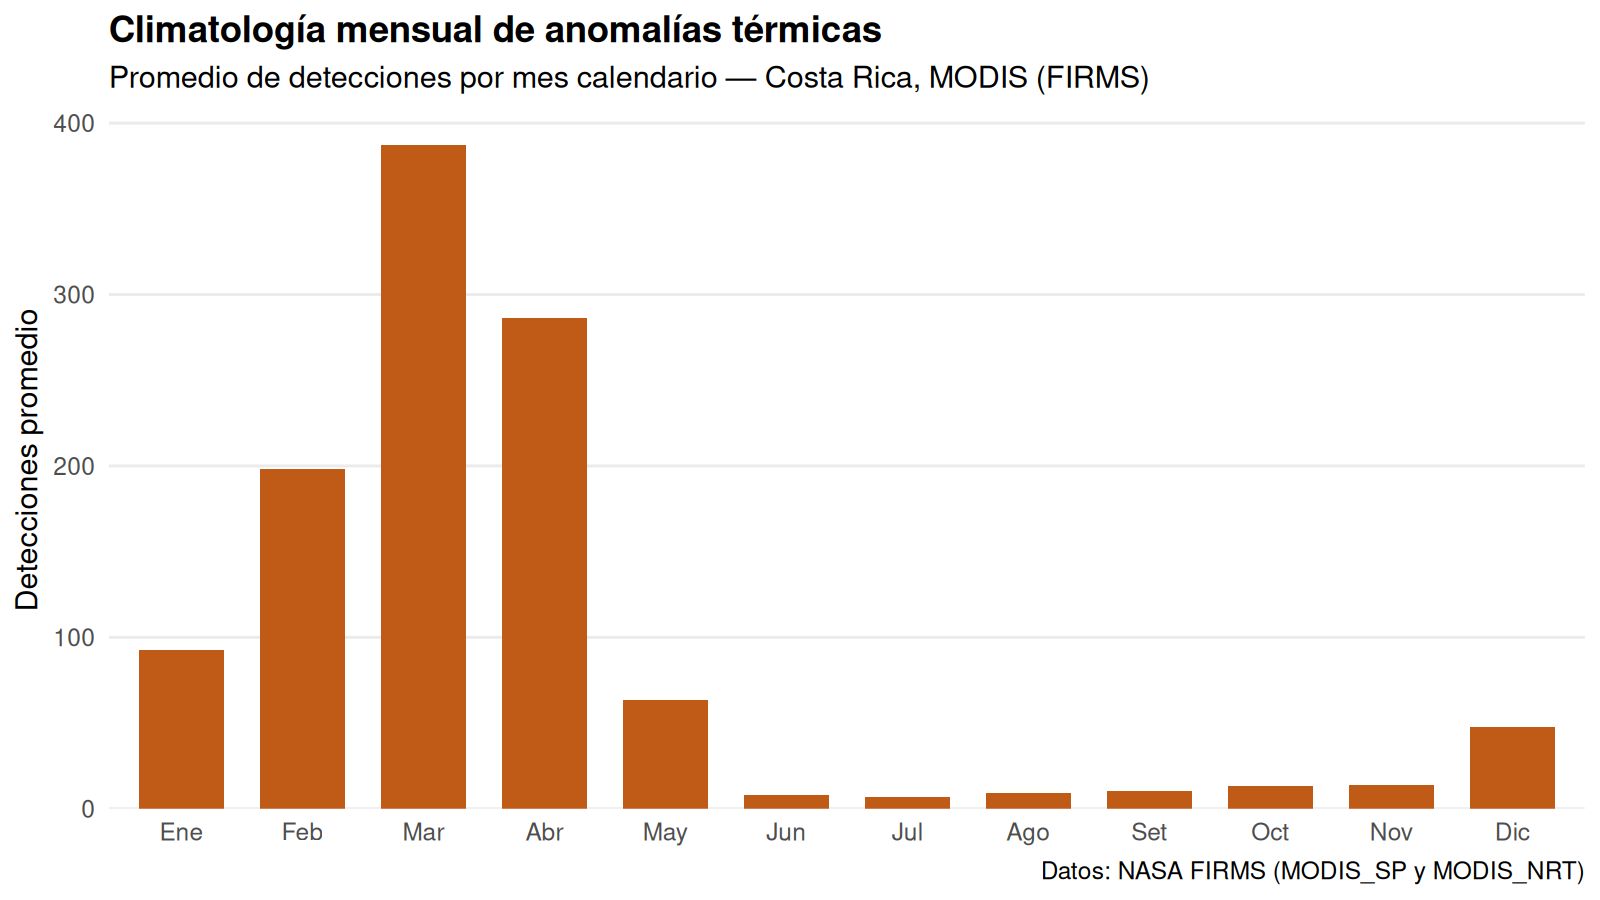 Climatología mensual de anomalías térmicas
Promedio de detecciones por mes calendario — Costa Rica, MODIS (FIRMS)
Detecciones promedio
400
300
200
100
0
Ene Feb Mar Abr May Jun Jul Ago Set Oct Nov Dic
Datos: NASA FIRMS (MODIS_SP y MODIS_NRT)